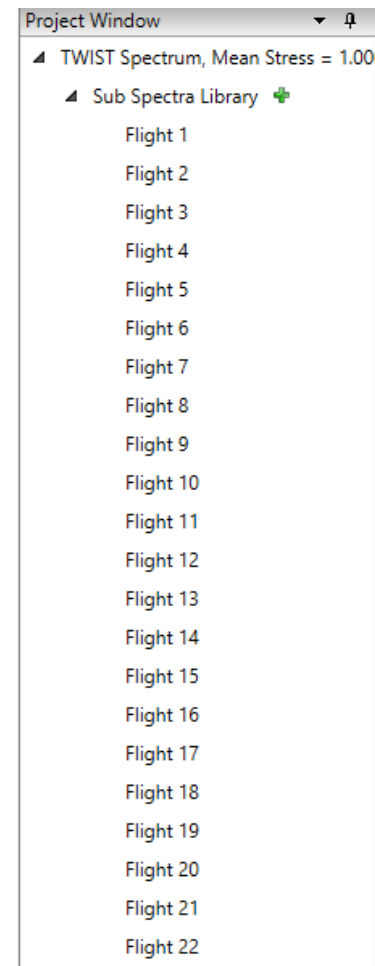 Project Window
TWIST Spectrum, Mean Stress = 1.00
Sub Spectra Library
Flight 1
Flight 2
Flight 3
Flight 4
Flight 5
Flight 6
Flight 7
Flight 8
Flight 9
Flight 10
Flight 11
Flight 12
Flight 13
Flight 14
Flight 15
Flight 16
Flight 17
Flight 18
Flight 19
Flight 20
Flight 21
Flight 22